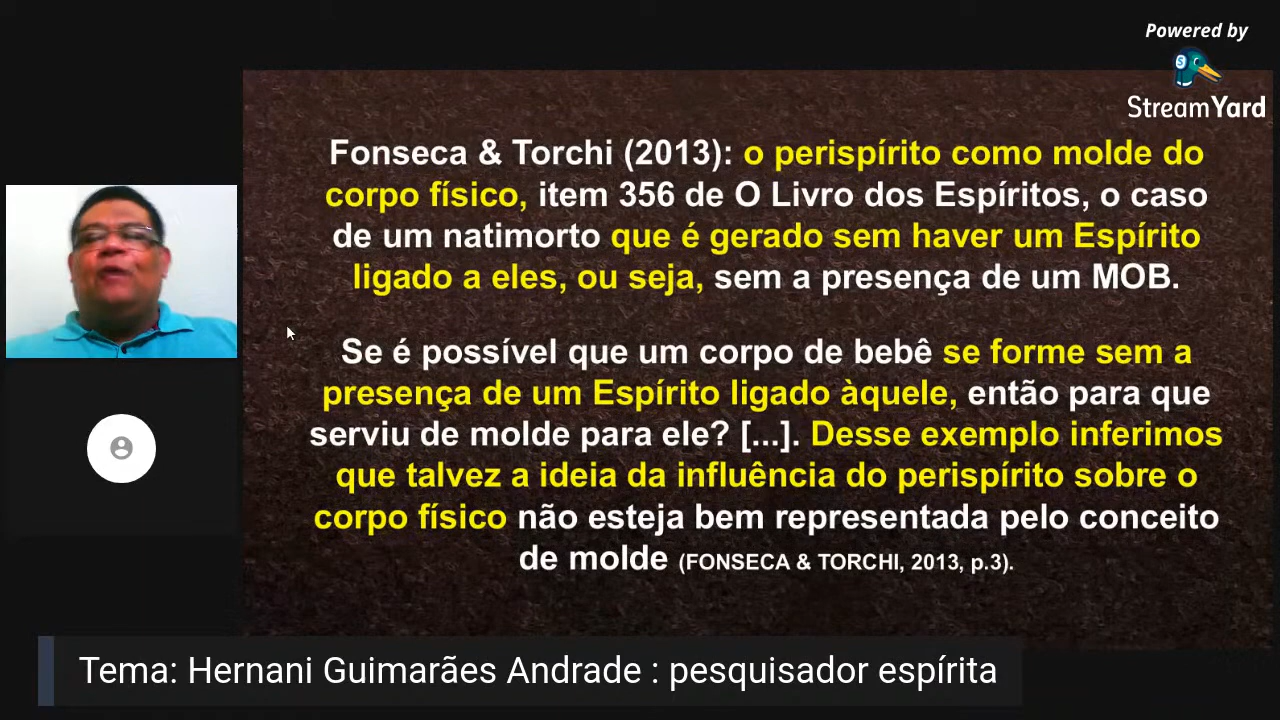 Powered by
StreamYard
Fonseca & Torchi (2013): o perispírito como molde do
corpo físico, item 356 de O Livro dos Espíritos, o caso
de um natimorto que é gerado sem haver um Espírito
ligado a eles, ou seja, sem a presença de um MOB.
Se é possível que um corpo de bebê se forme sem a
presença de um Espírito ligado àquele, então para que
serviu de molde para ele? [...]. Desse exemplo inferimos
que talvez a ideia da influência do perispírito sobre o
corpo físico não esteja bem representada pelo conceito
de molde (FONSECA & TORCHI, 2013, p.3).
Tema: Hernani Guimarães Andrade : pesquisador espírita